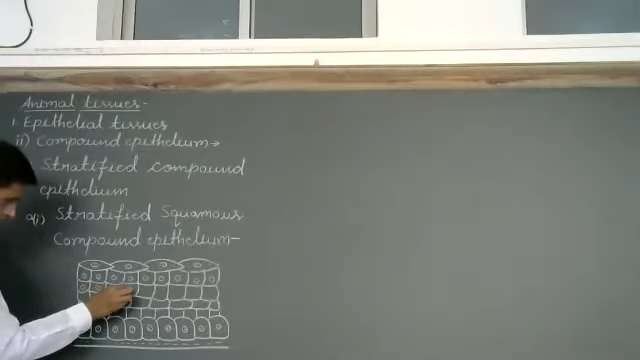 Animal tissues-
1. Epithelial tissues
ii) Compound epithelium→
Stratified compound
epithelium
a(i) Stratified Squamous
Compound epithelium-